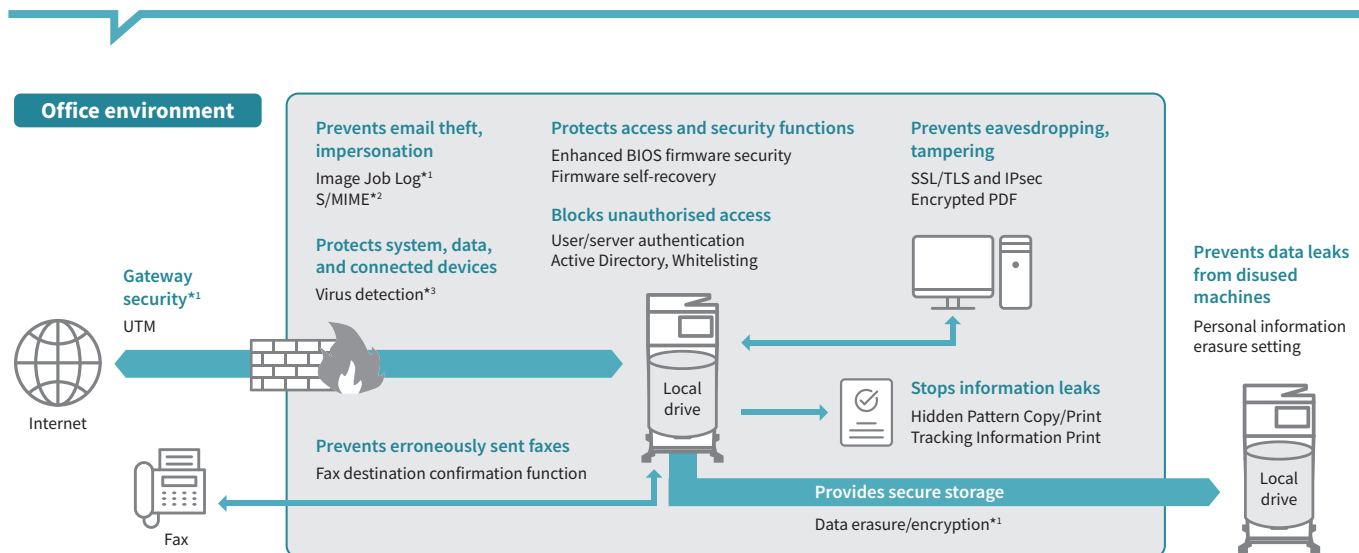 Office environment
Prevents email theft,
impersonation
Image Job Log*1
S/MIME*2
Protects system, data,
and connected devices
Virus detection*3
Protects access and security functions
Enhanced BIOS firmware security
Firmware self-recovery
Blocks unauthorised access
User/server authentication
Active Directory, Whitelisting
Prevents eavesdropping,
tampering
SSL/TLS and IPsec
Encrypted PDF
Gateway
security*1
UTM
Internet
Local
drive
Stops information leaks
Hidden Pattern Copy/Print
Tracking Information Print
Prevents erroneously sent faxes
Fax destination confirmation function
Fax
Provides secure storage
Data erasure/encryption*1
Prevents data leaks
from disused
machines
Personal information
erasure setting
Local
drive